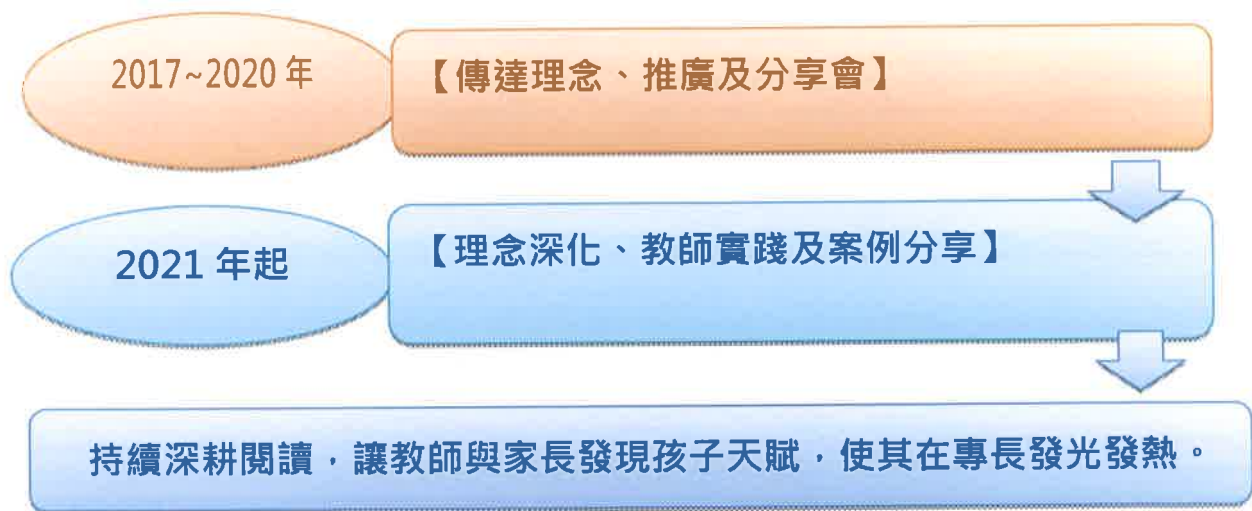 2017~2020 年
【傳達理念、推廣及分享會】
2021 年起
【理念深化、教師實踐及案例分享】
持續深耕閱讀，讓教師與家長發現孩子天賦，使其在專長發光發熱。